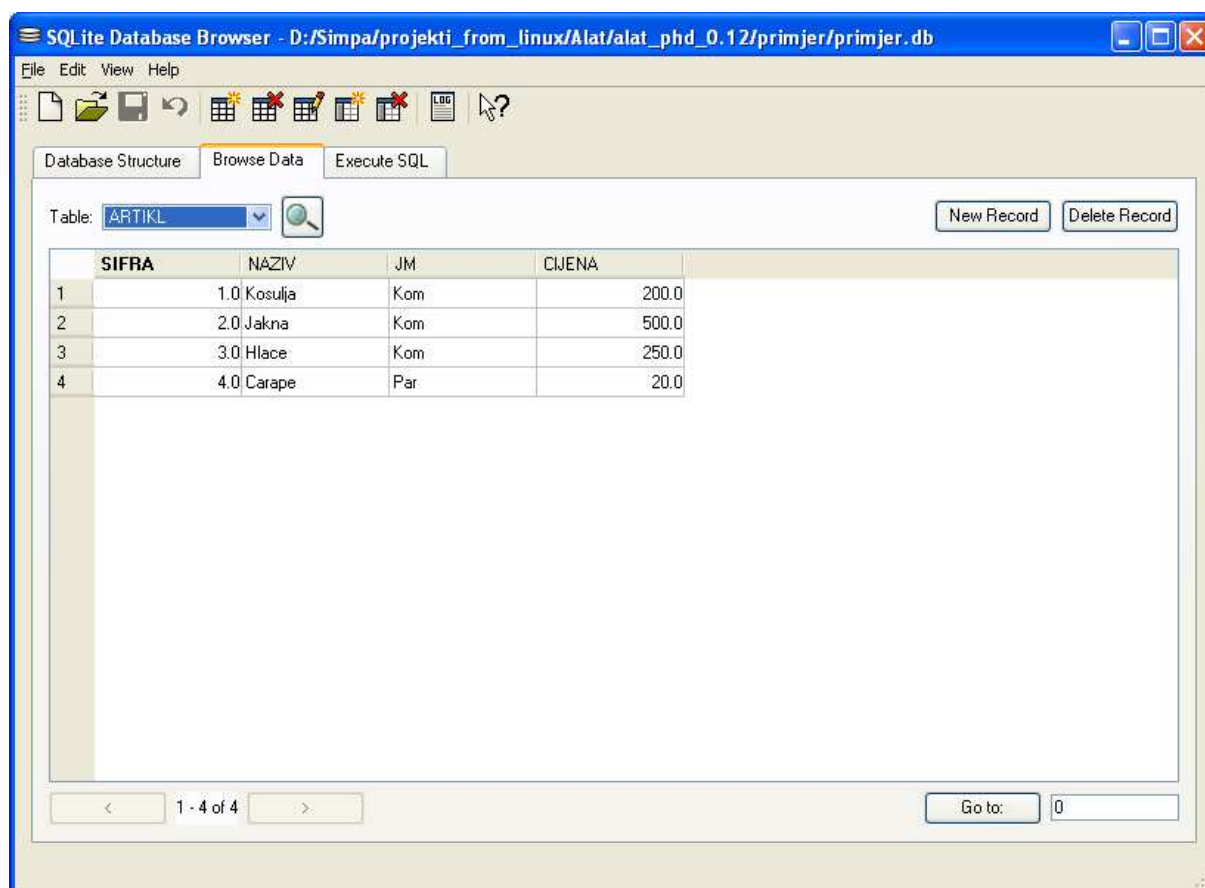 SQLite Database Browser - D:/Simpa/projekti_from_linux/Alat/alat_phd_0.12/primjer/primjer.db
File Edit View Help
LOG ?
Database Structure Browse Data Execute SQL
Table: ARTIKL New Record Delete Record
SIFRA NAZIV JM CIJENA
1 1.0 Kosulja Kom 200.0
2 2.0 Jakna Kom 500.0
3 3.0 Hlace Kom 250.0
4 4.0 Carape Par 20.0
< 1 - 4 of 4 > Go to: 0